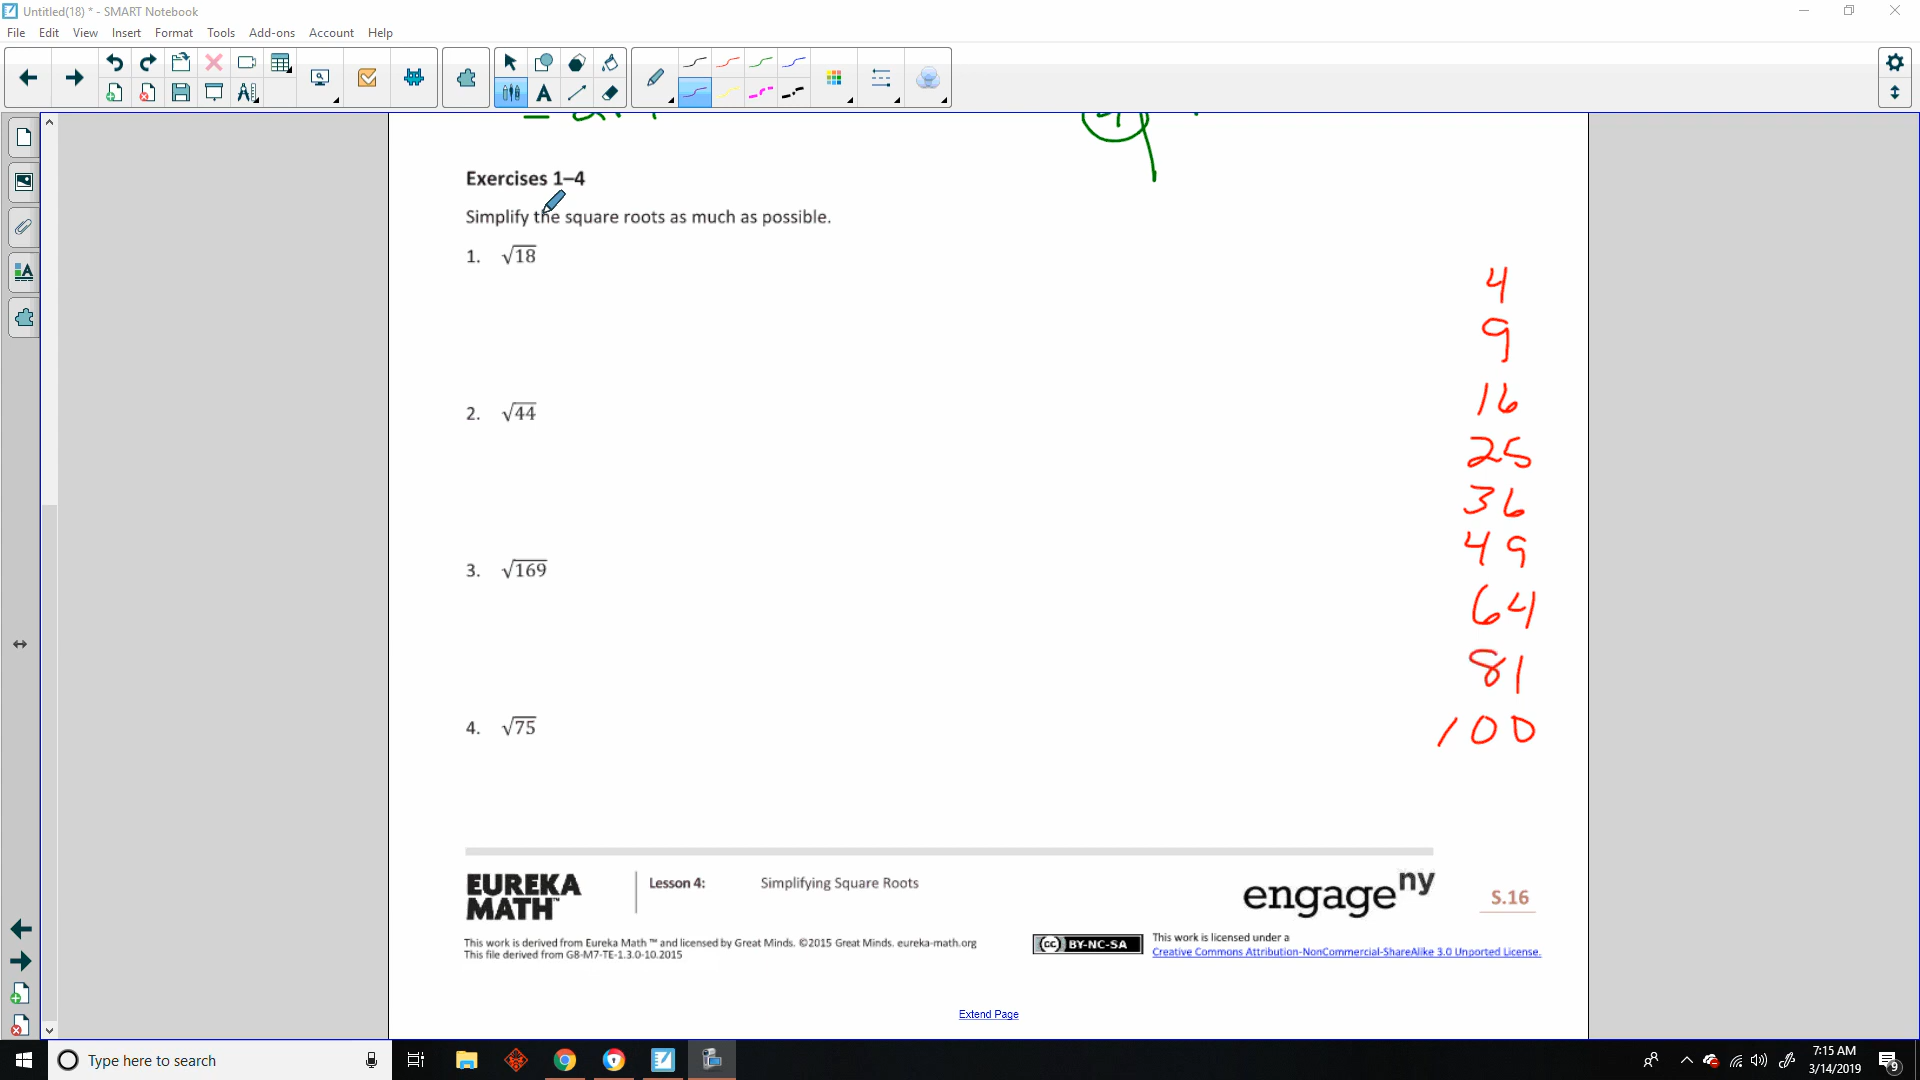 Untitled(18) * - SMART Notebook
File Edit View Insert Format Tools Add-ons Account Help
Exercises 1–4
Simplify the square roots as much as possible.
1. √18
2. √44
3. √169
4. √75
4
9
16
25
36
49
64
81
100
EUREKA
MATH™
Lesson 4: Simplifying Square Roots
engageny
S.16
This work is derived from Eureka Math ™ and licensed by Great Minds. ©2015 Great Minds. eureka-math.org
This file derived from G8-M7-TE-1.3.0-10.2015
cc BY-NC-SA
This work is licensed under a
Creative Commons Attribution-NonCommercial-ShareAlike 3.0 Unported License.
Extend Page
Type here to search
7:15 AM
3/14/2019
9